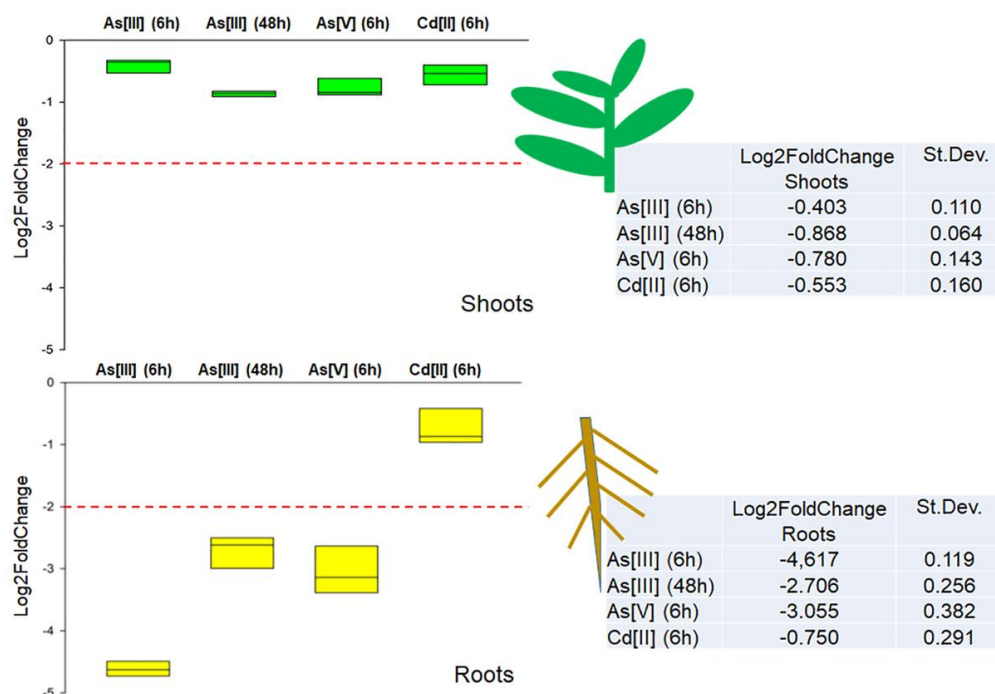 As[III] (6h) As[III] (48h) As[V] (6h) Cd[II] (6h)
0
-1
-2
-3
-4
-5
Log2FoldChange
Shoots
Log2FoldChange St.Dev.
Shoots
As[III] (6h) -0.403 0.110
As[III] (48h) -0.868 0.064
As[V] (6h) -0.780 0.143
Cd[II] (6h) -0.553 0.160
As[III] (6h) As[III] (48h) As[V] (6h) Cd[II] (6h)
0
-1
-2
-3
-4
-5
Log2FoldChange
Roots
Log2FoldChange St.Dev.
Roots
As[III] (6h) -4,617 0.119
As[III] (48h) -2.706 0.256
As[V] (6h) -3.055 0.382
Cd[II] (6h) -0.750 0.291